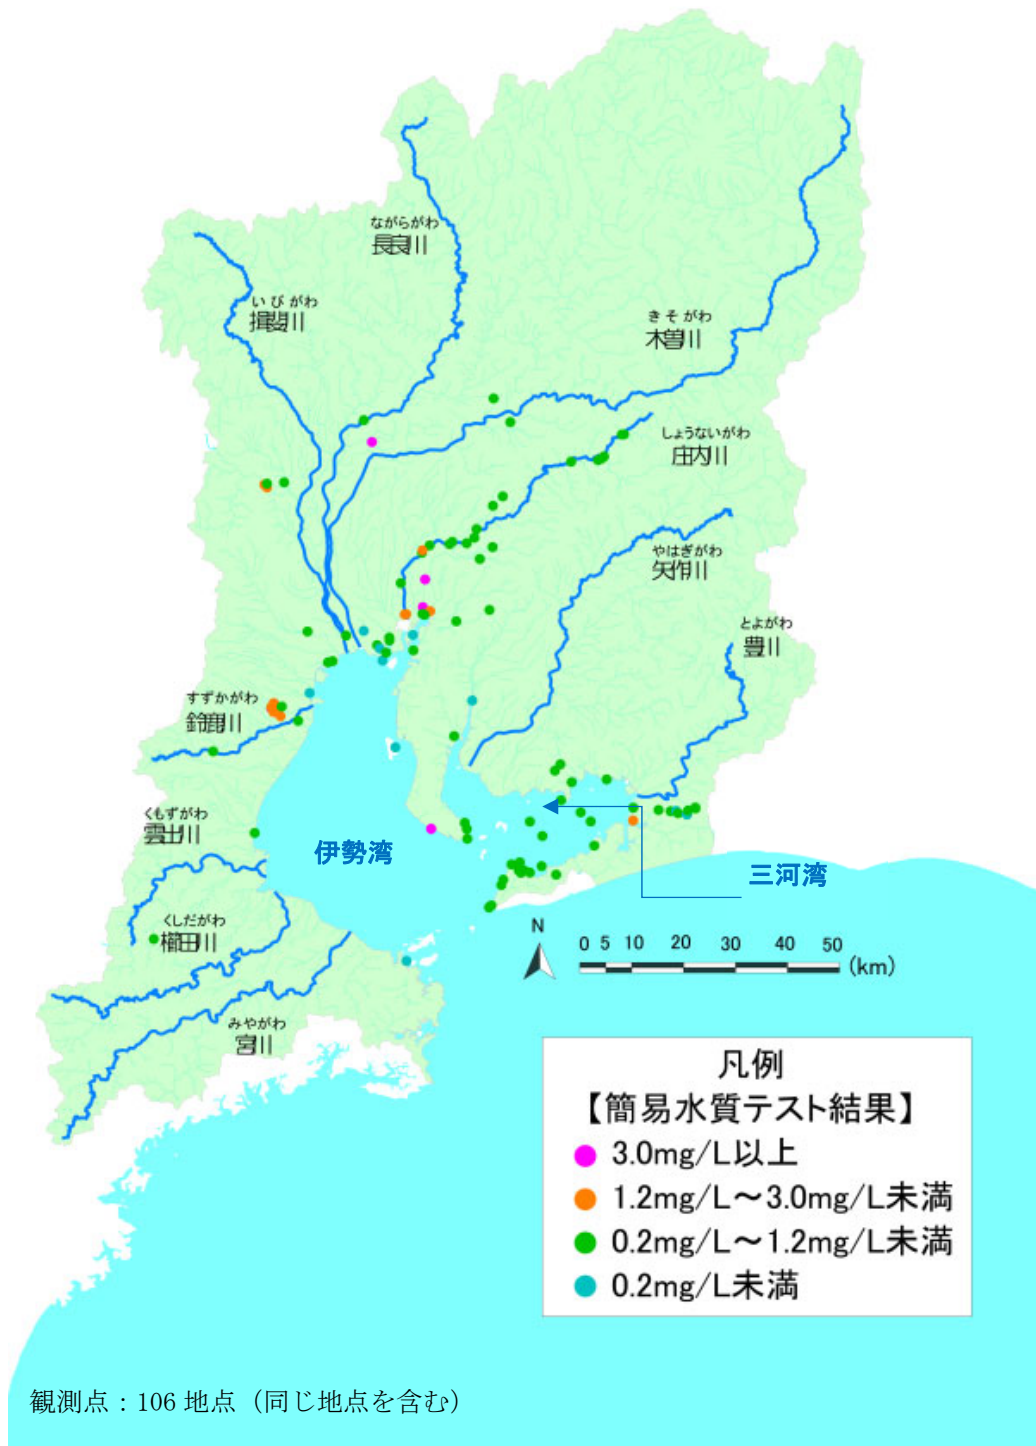 ながらがわ
長良川
いびがわ
揖斐川
きそがわ
木曽川
しょうないがわ
庄内川
やはぎがわ
矢作川
とよがわ
豊川
すずかがわ
鈴鹿川
くもずがわ
雲出川
伊勢湾
三河湾
くしだがわ
櫛田川
N
0 5 10 20 30 40 50
(km)
みやがわ
宮川
凡例
【簡易水質テスト結果】
3.0mg/L以上
1.2mg/L～3.0mg/L未満
0.2mg/L～1.2mg/L未満
0.2mg/L未満
観測点：106 地点（同じ地点を含む）